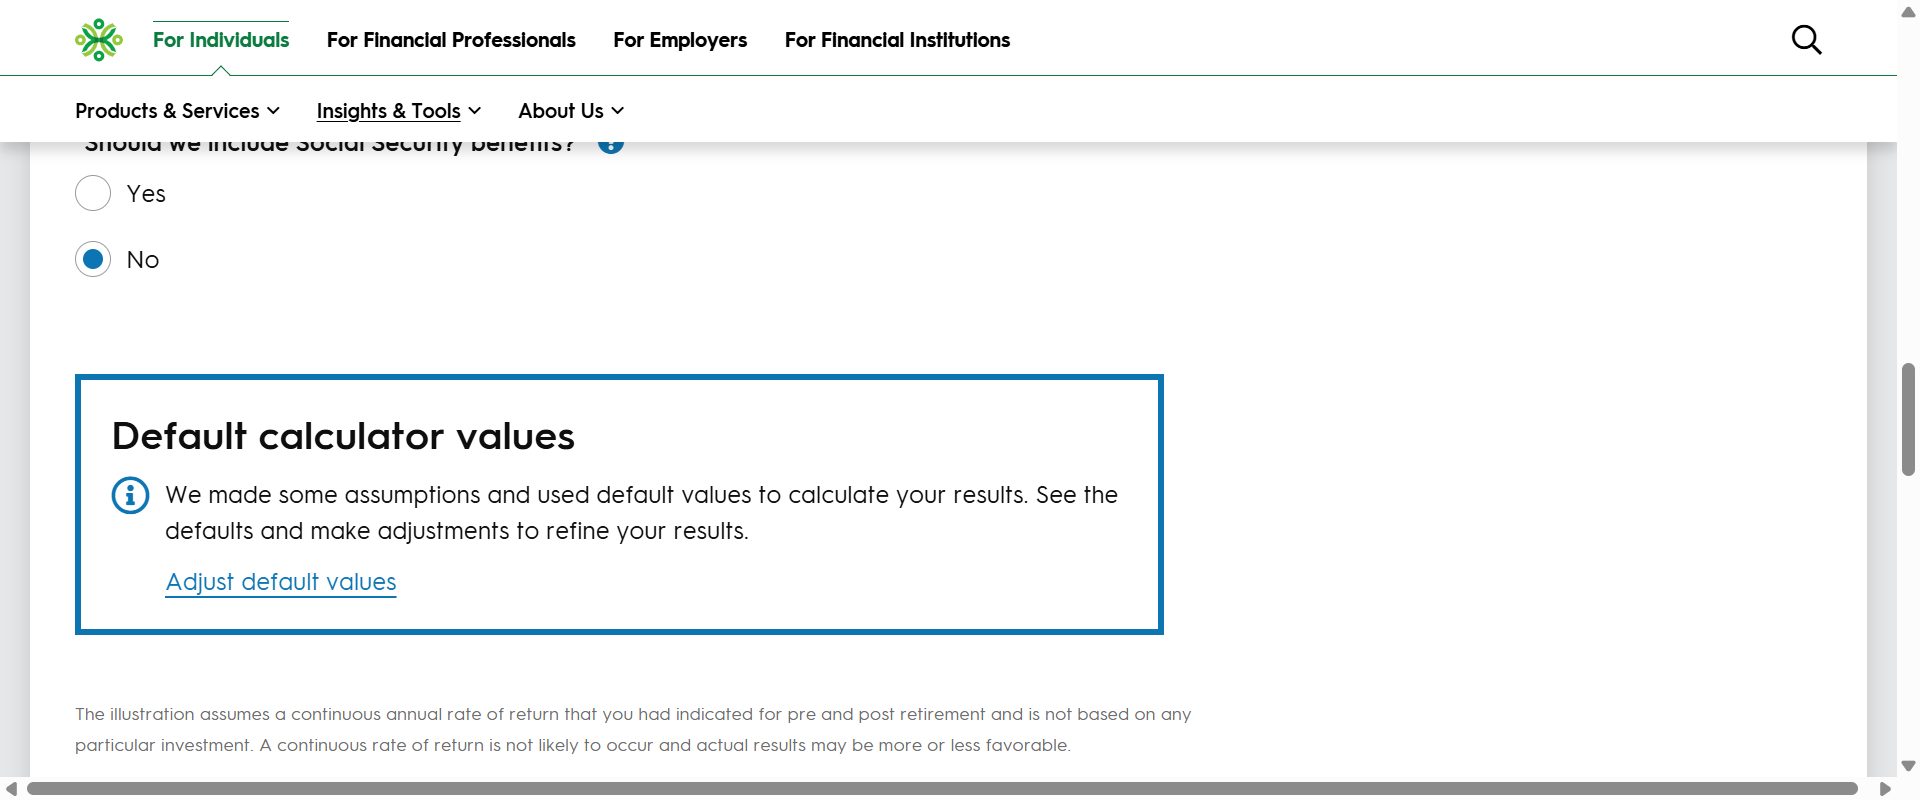 For Individuals
For Financial Professionals
For Employers
For Financial Institutions
Products & Services
Insights & Tools
About Us
Should we include Social Security benefits?
Yes
No
Default calculator values
We made some assumptions and used default values to calculate your results. See the
defaults and make adjustments to refine your results.
Adjust default values
The illustration assumes a continuous annual rate of return that you had indicated for pre and post retirement and is not based on any
particular investment. A continuous rate of return is not likely to occur and actual results may be more or less favorable.